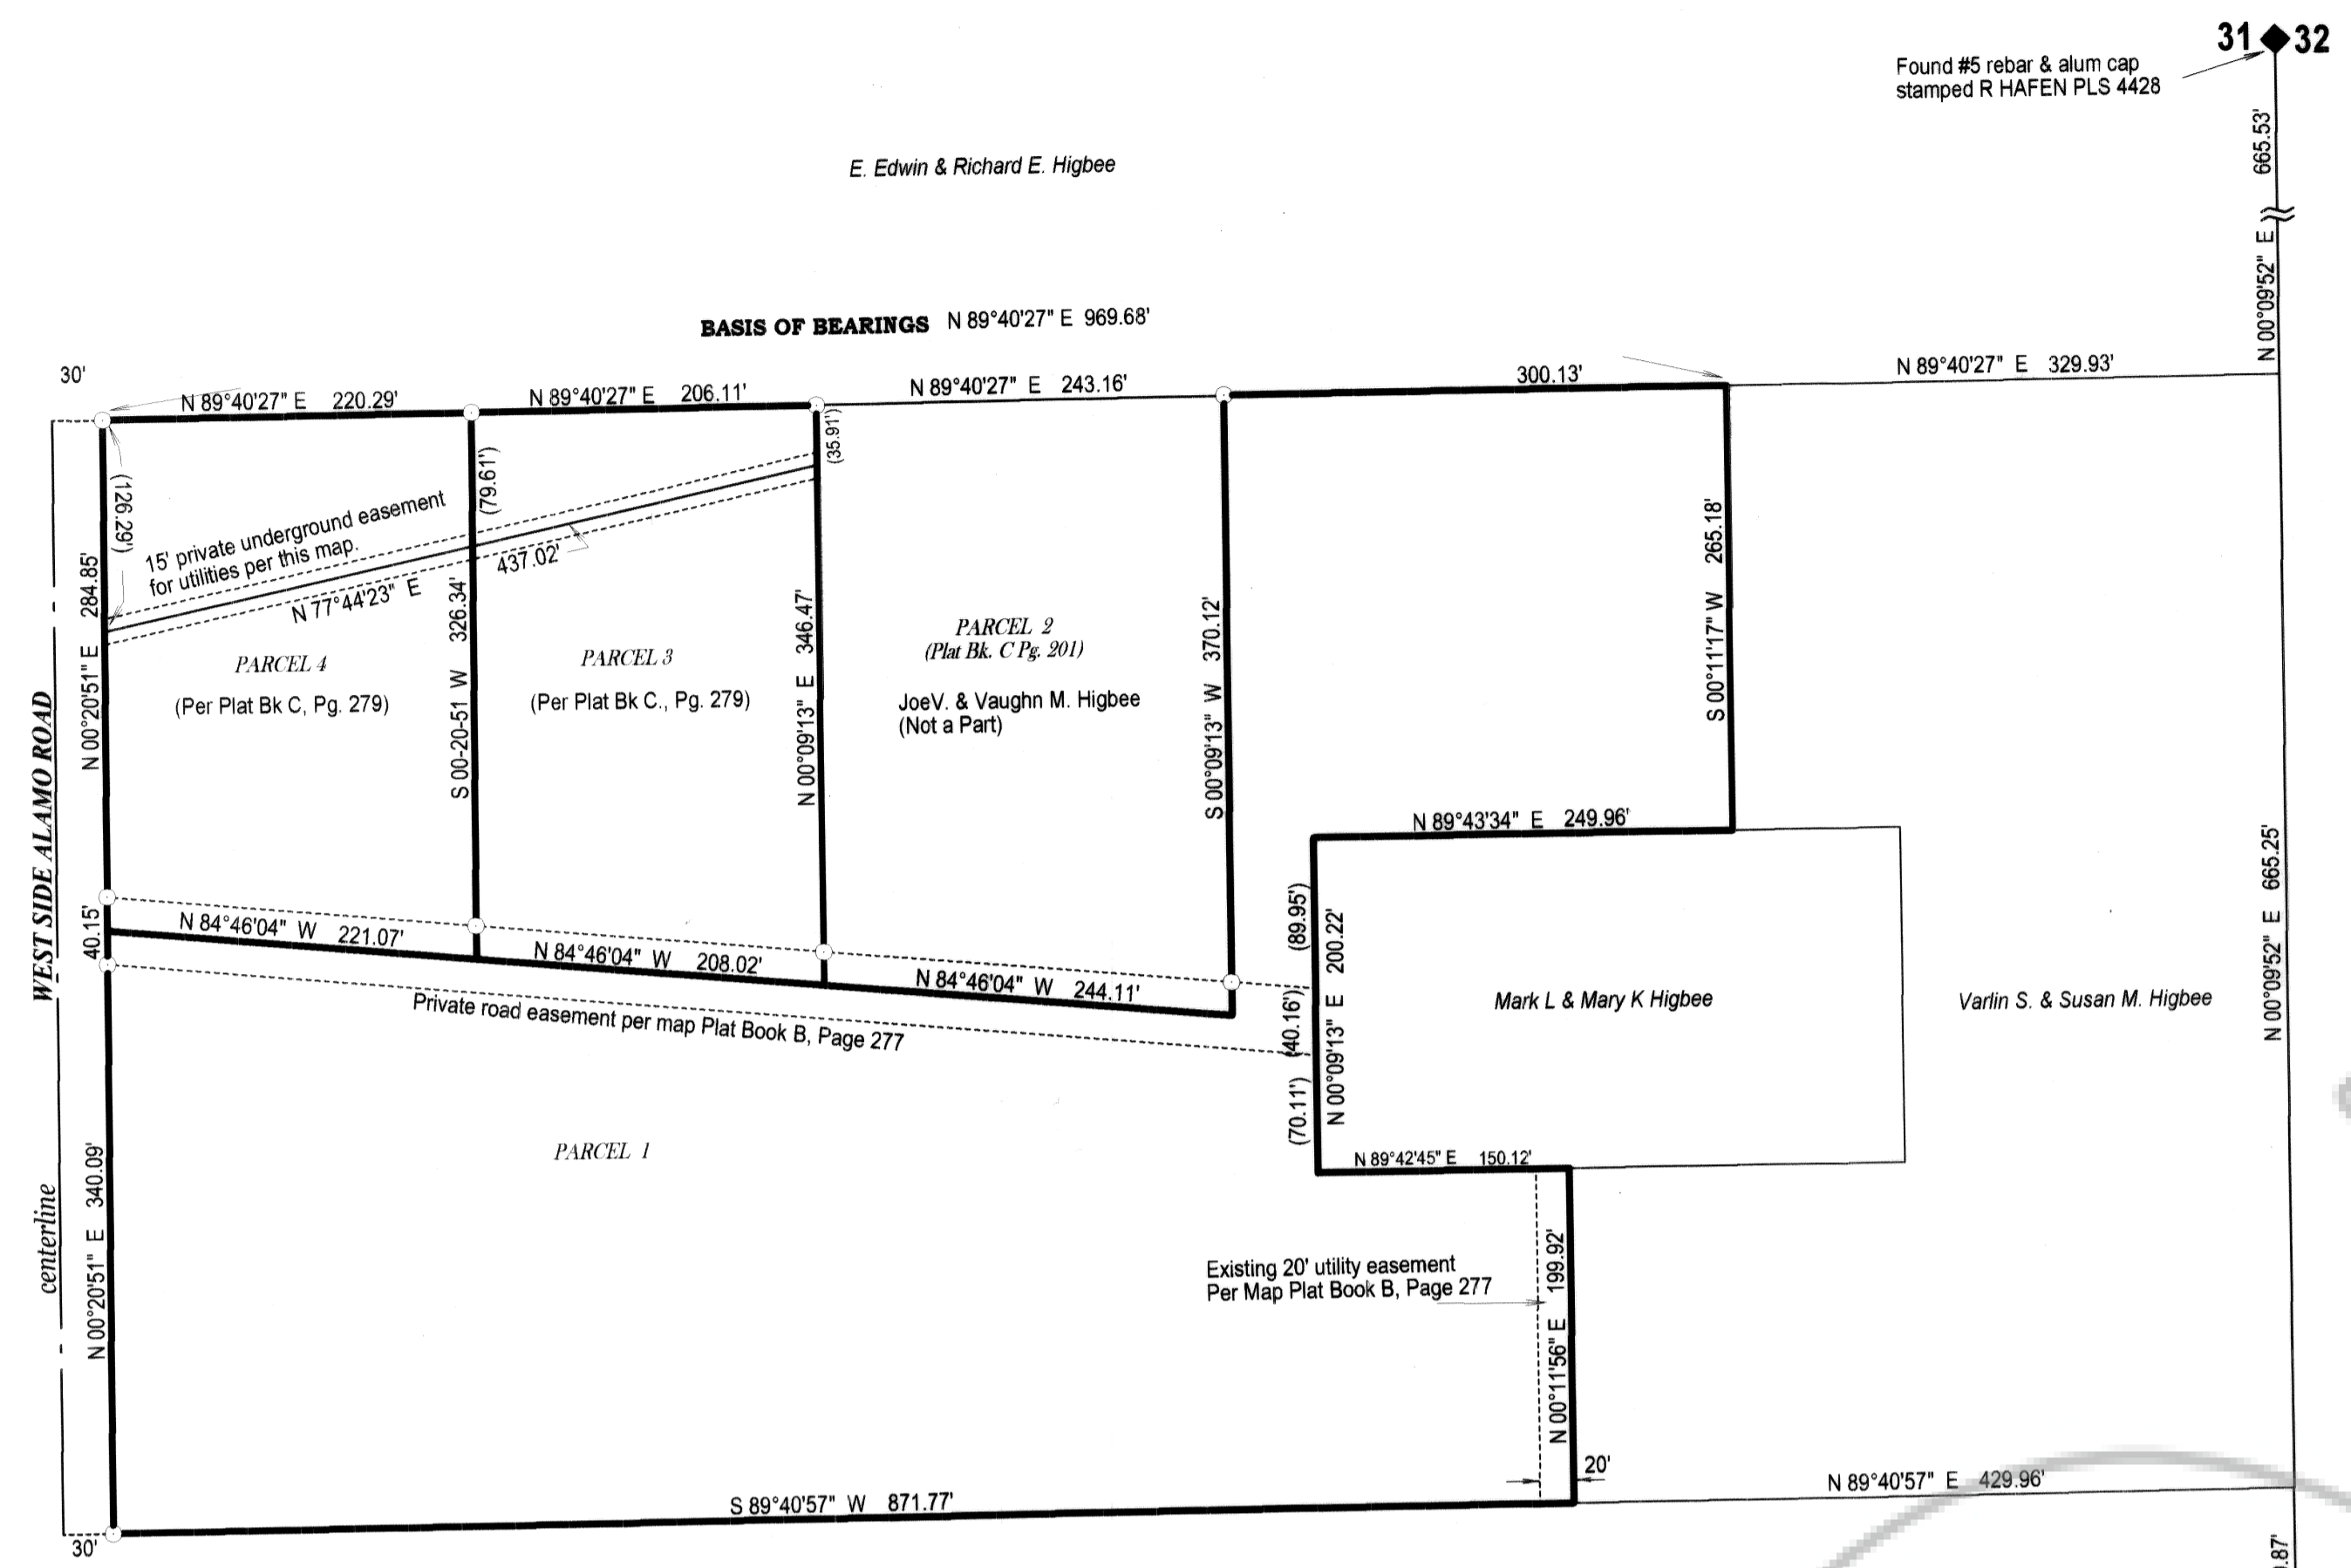 31 32
Found #5 rebar & alum cap
stamped R HAFEN PLS 4428
665.53'
N 00°09'52" E
E. Edwin & Richard E. Higbee
BASIS OF BEARINGS N 89°40'27" E 969.68'
30'
N 89°40'27" E 220.29'
N 89°40'27" E 206.11'
N 89°40'27" E 243.16'
300.13'
N 89°40'27" E 329.93'
(126.29')
(79.61')
(35.91')
15' private underground easement
for utilities per this map.
N 77°44'23" E
437.02'
N 00°20'51" E 284.85'
S 00-20-51 W 326.34'
N 00°09'13" E 346.47'
S 00°09'13" W 370.12'
S 00°11'17" W 265.18'
PARCEL 4
(Per Plat Bk C, Pg. 279)
PARCEL 3
(Per Plat Bk C., Pg. 279)
PARCEL 2
(Plat Bk. C Pg. 201)
JoeV. & Vaughn M. Higbee
(Not a Part)
WEST SIDE ALAMO ROAD
centerline
N 89°43'34" E 249.96'
40.15'
N 84°46'04" W 221.07'
N 84°46'04" W 208.02'
N 84°46'04" W 244.11'
Private road easement per map Plat Book B, Page 277
(89.95')
(40.16')
(70.11')
N 00°09'13" E 200.22'
Mark L & Mary K Higbee
Varlin S. & Susan M. Higbee
N 00°09'52" E 665.25'
PARCEL 1
N 00°20'51" E 340.09'
N 89°42'45" E 150.12'
Existing 20' utility easement
Per Map Plat Book B, Page 277
N 00°11'56" E 199.92'
20'
S 89°40'57" W 871.77'
N 89°40'57" E 429.96'
30'
.87'